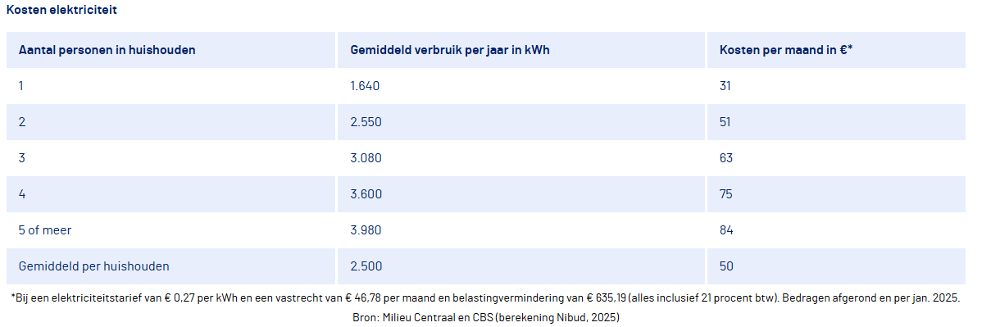 Kosten elektriciteit
Aantal personen in huishouden Gemiddeld verbruik per jaar in kWh Kosten per maand in €*
1 1.640 31
2 2.550 51
3 3.080 63
4 3.600 75
5 of meer 3.980 84
Gemiddeld per huishouden 2.500 50
*Bij een elektriciteitstarief van € 0,27 per kWh en een vastrecht van € 46,78 per maand en belastingvermindering van € 635,19 (alles inclusief 21 procent btw). Bedragen afgerond en per jan. 2025.
Bron: Milieu Centraal en CBS (berekening Nibud, 2025)